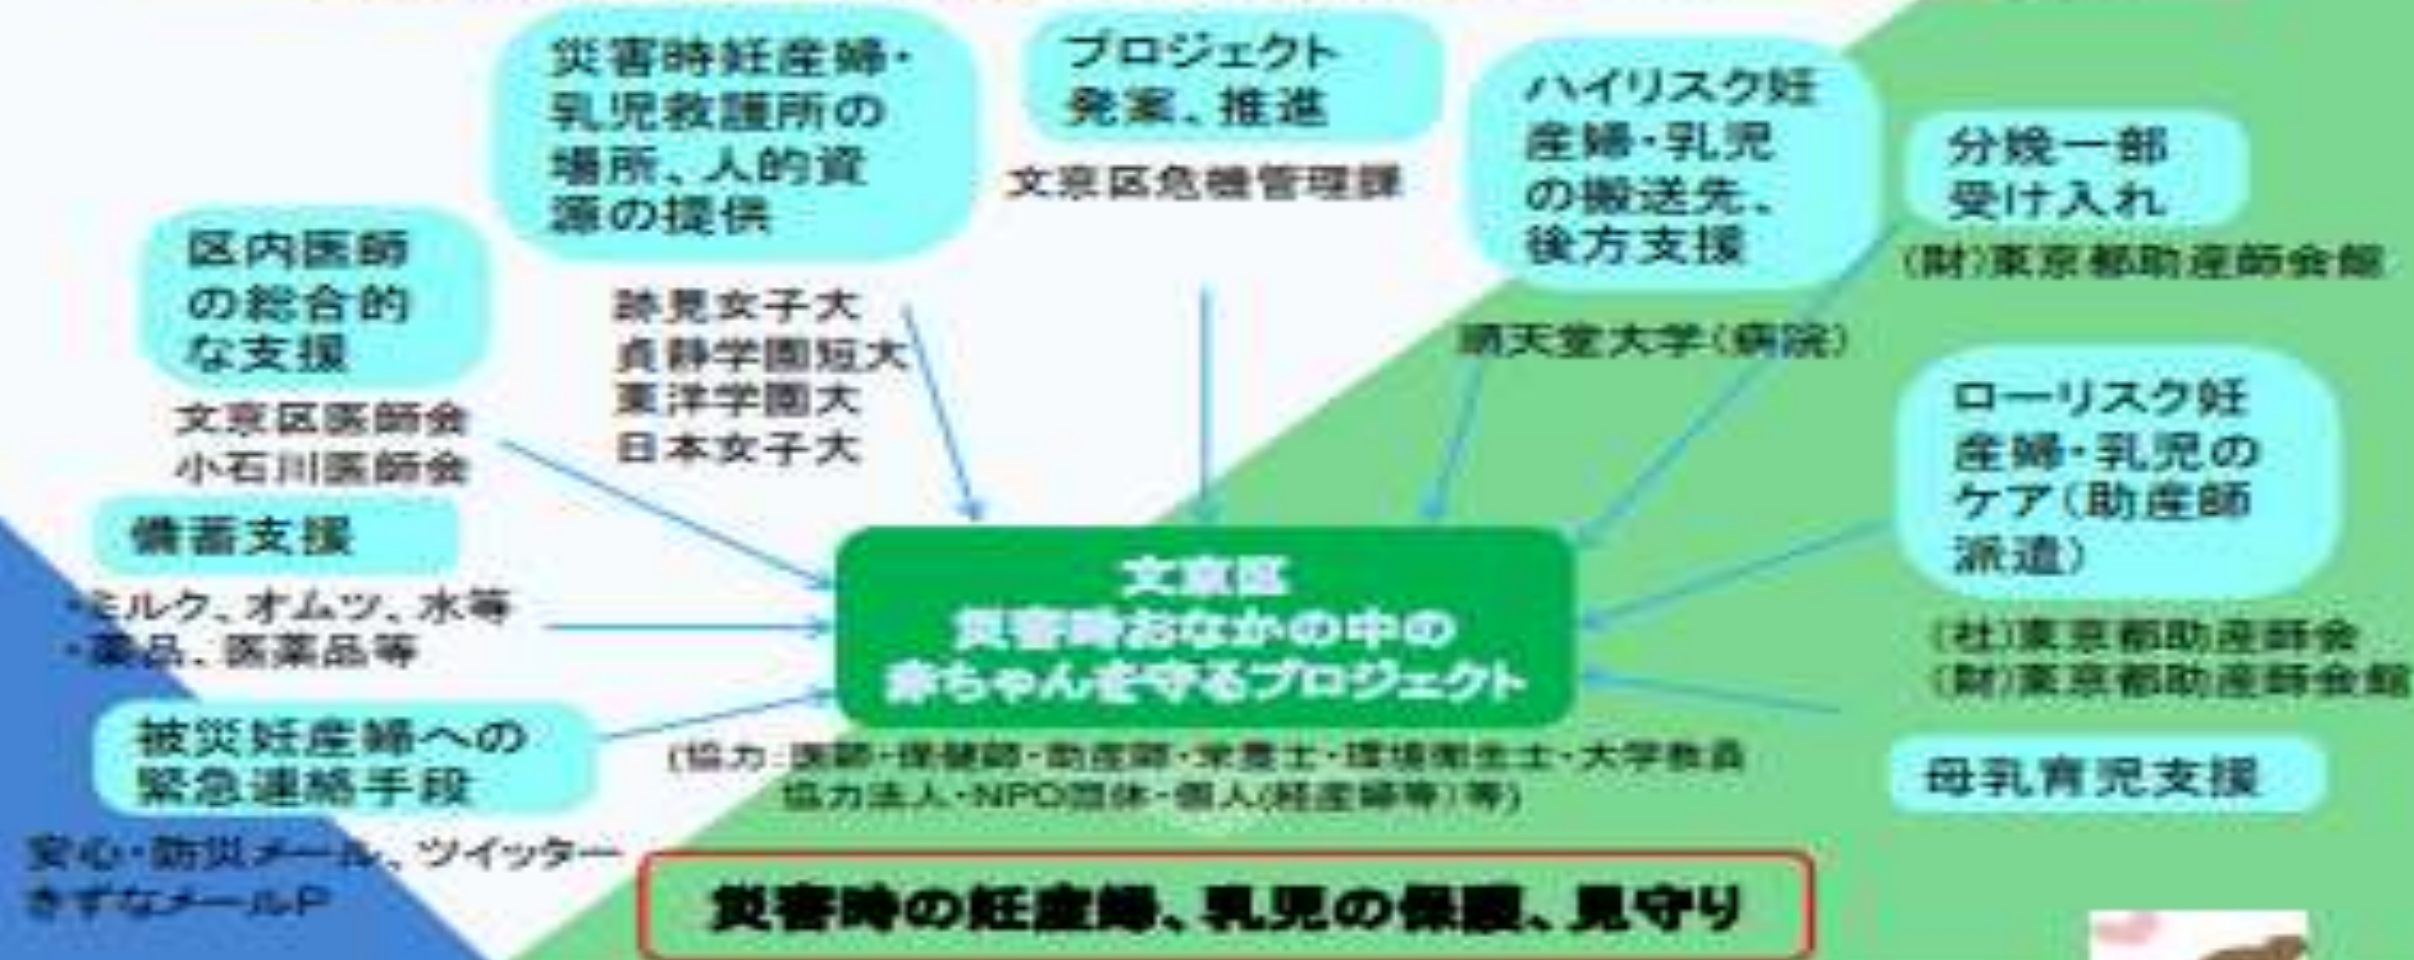 災害時妊産婦・
乳児救護所の
場所、人的資
源の提供
プロジェクト
発案、推進
文京区危機管理課
ハイリスク妊
産婦・乳児
の搬送先、
後方支援
順天堂大学(病院)
分娩一部
受け入れ
(財)東京都助産師会館
区内医師
の総合的
な支援
文京区医師会
小石川医師会
跡見女子大
貞静学園短大
東洋学園大
日本女子大
備蓄支援
・ミルク、オムツ、水等
・薬品、医薬品等
ローリスク妊
産婦・乳児の
ケア(助産師
派遣)
(社)東京都助産師会
(財)東京都助産師会館
文京区
災害時おなかの中の
赤ちゃんを守るプロジェクト
(協力:医師・保健師・助産師・栄養士・環境衛生士・大学教員
協力法人・NPO団体・個人(経産婦等)等)
被災妊産婦への
緊急連絡手段
安心・防災メール、ツイッター
きずなメールP
母乳育児支援
災害時の妊産婦、乳児の保護、見守り